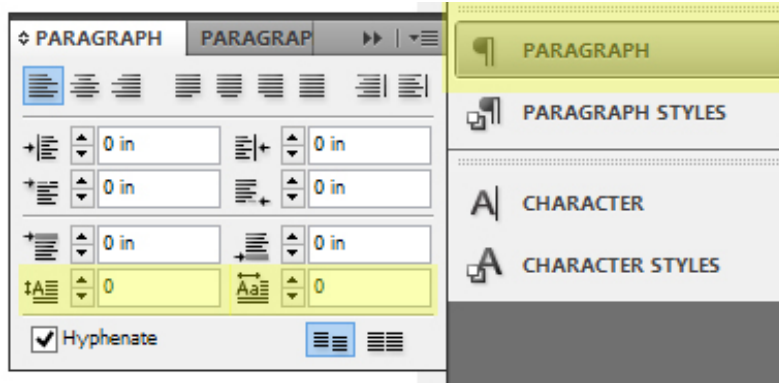 PARAGRAPH PARAGRAP
0 in 0 in
0 in 0 in
0 in 0 in
0 0
Hyphenate
PARAGRAPH
PARAGRAPH STYLES
CHARACTER
CHARACTER STYLES